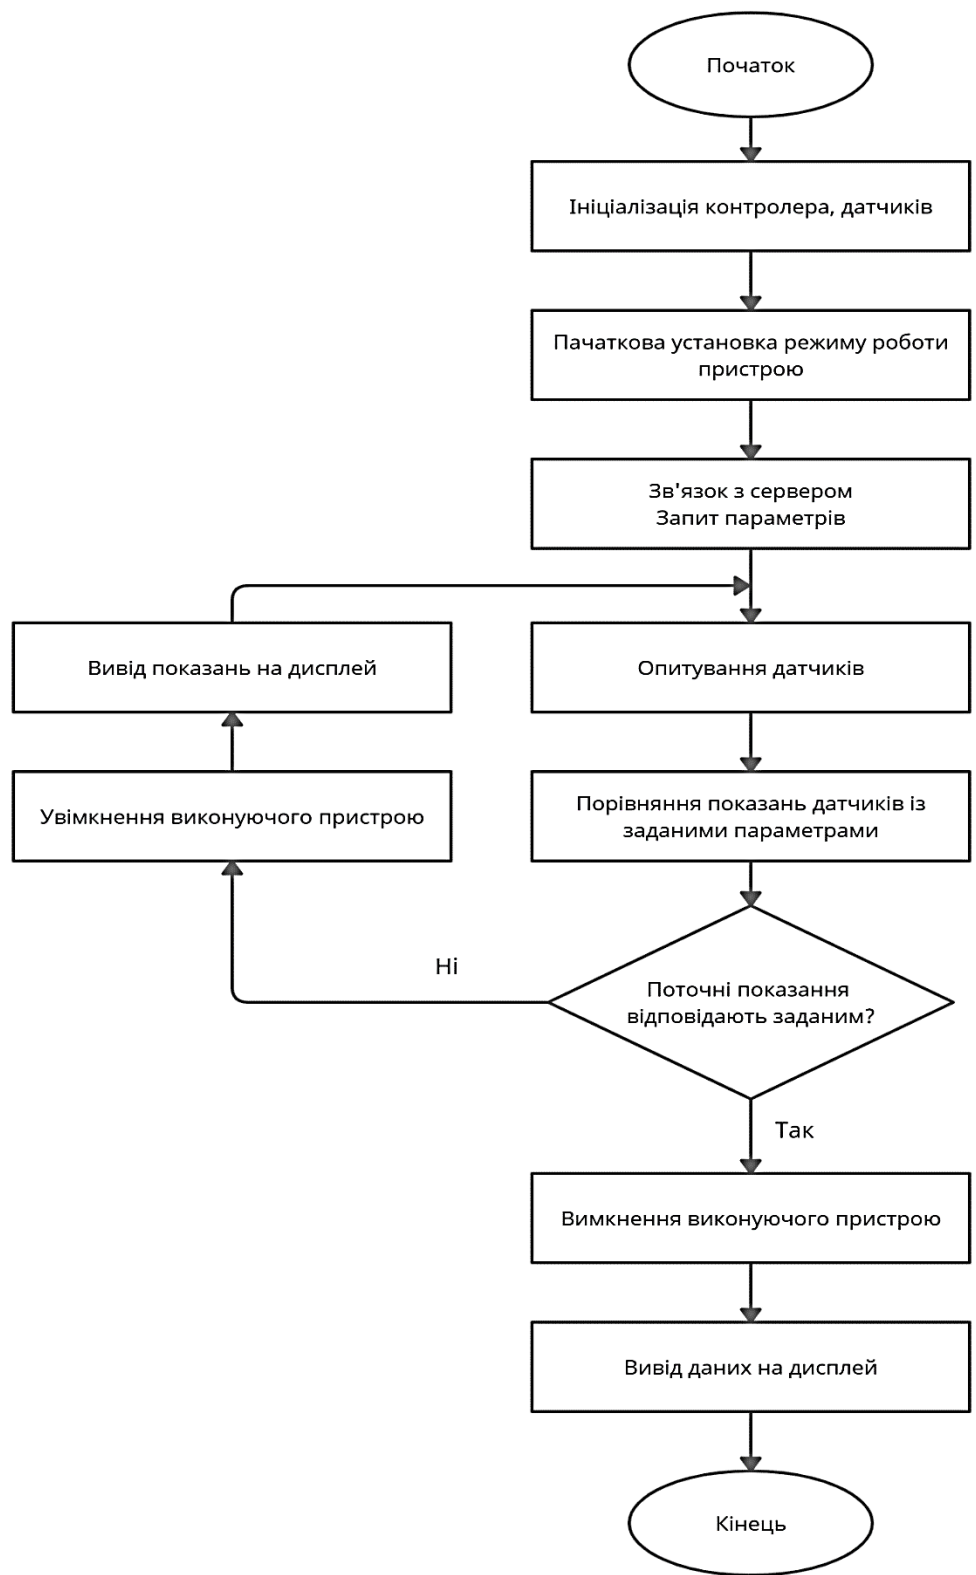 Початок
Ініціалізація контролера, датчиків
Пачаткова установка режиму роботи
пристрою
Зв'язок з сервером
Запит параметрів
Вивід показань на дисплей
Опитування датчиків
Увімкнення виконуючого пристрою
Порівняння показань датчиків із
заданими параметрами
Ні
Поточні показання
відповідають заданим?
Так
Вимкнення виконуючого пристрою
Вивід даних на дисплей
Кінець